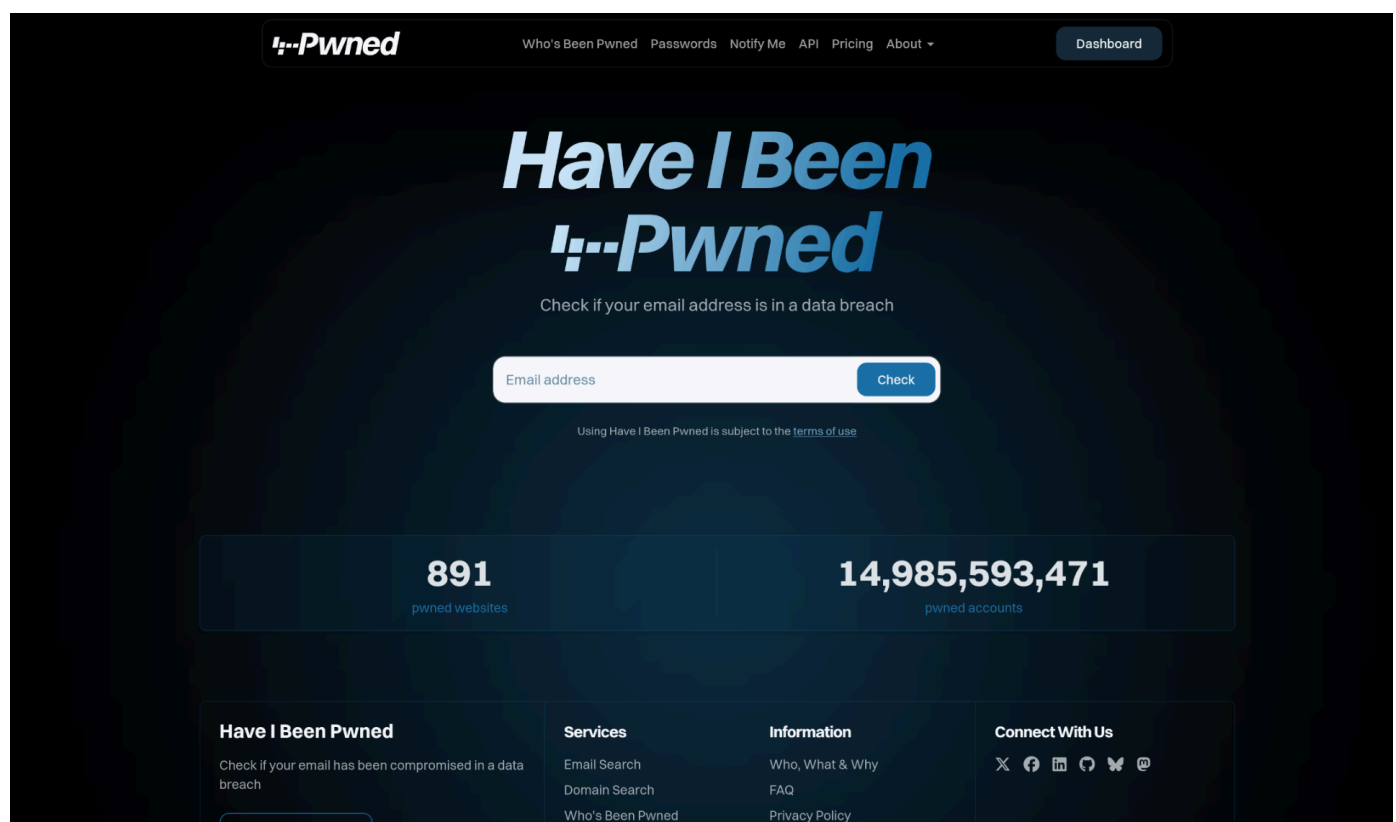 Pwned
Who's Been Pwned Passwords Notify Me API Pricing About
Dashboard
Have I Been
Pwned
Check if your email address is in a data breach
Email address
Check
Using Have I Been Pwned is subject to the terms of use
891
pwned websites
14,985,593,471
pwned accounts
Have I Been Pwned
Check if your email has been compromised in a data
breach
Services
Email Search
Domain Search
Who's Been Pwned
Information
Who, What & Why
FAQ
Privacy Policy
Connect With Us